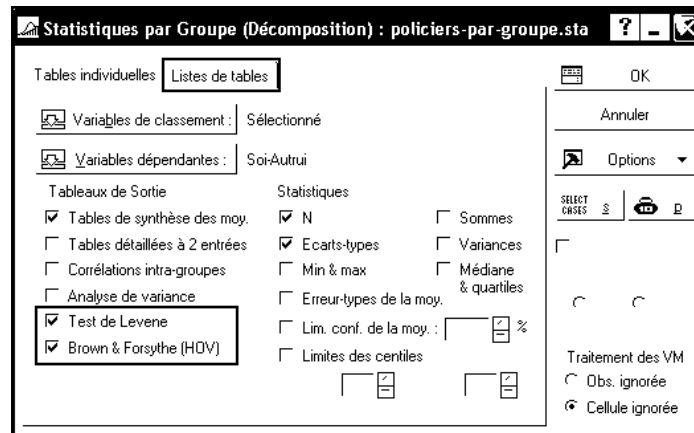 Statistiques par Groupe (Décomposition) : policiers-par-groupe.sta
Tables individuelles Listes de tables
Variables de classement : Sélectionné
Variables dépendantes : Soi-Autrui
Tableaux de Sortie
Tables de synthèse des moy.
Tables détaillées à 2 entrées
Corrélations intra-groupes
Analyse de variance
Test de Levene
Brown & Forsythe (HOV)
Statistiques
N
Ecarts-types
Min & max
Erreur-types de la moy.
Lim. conf. de la moy. : %
Limites des centiles
Sommes
Variances
Médiane
& quartiles
OK
Annuler
Options
SELECT
CASES S D
Traitement des VM
Obs. ignorée
Cellule ignorée